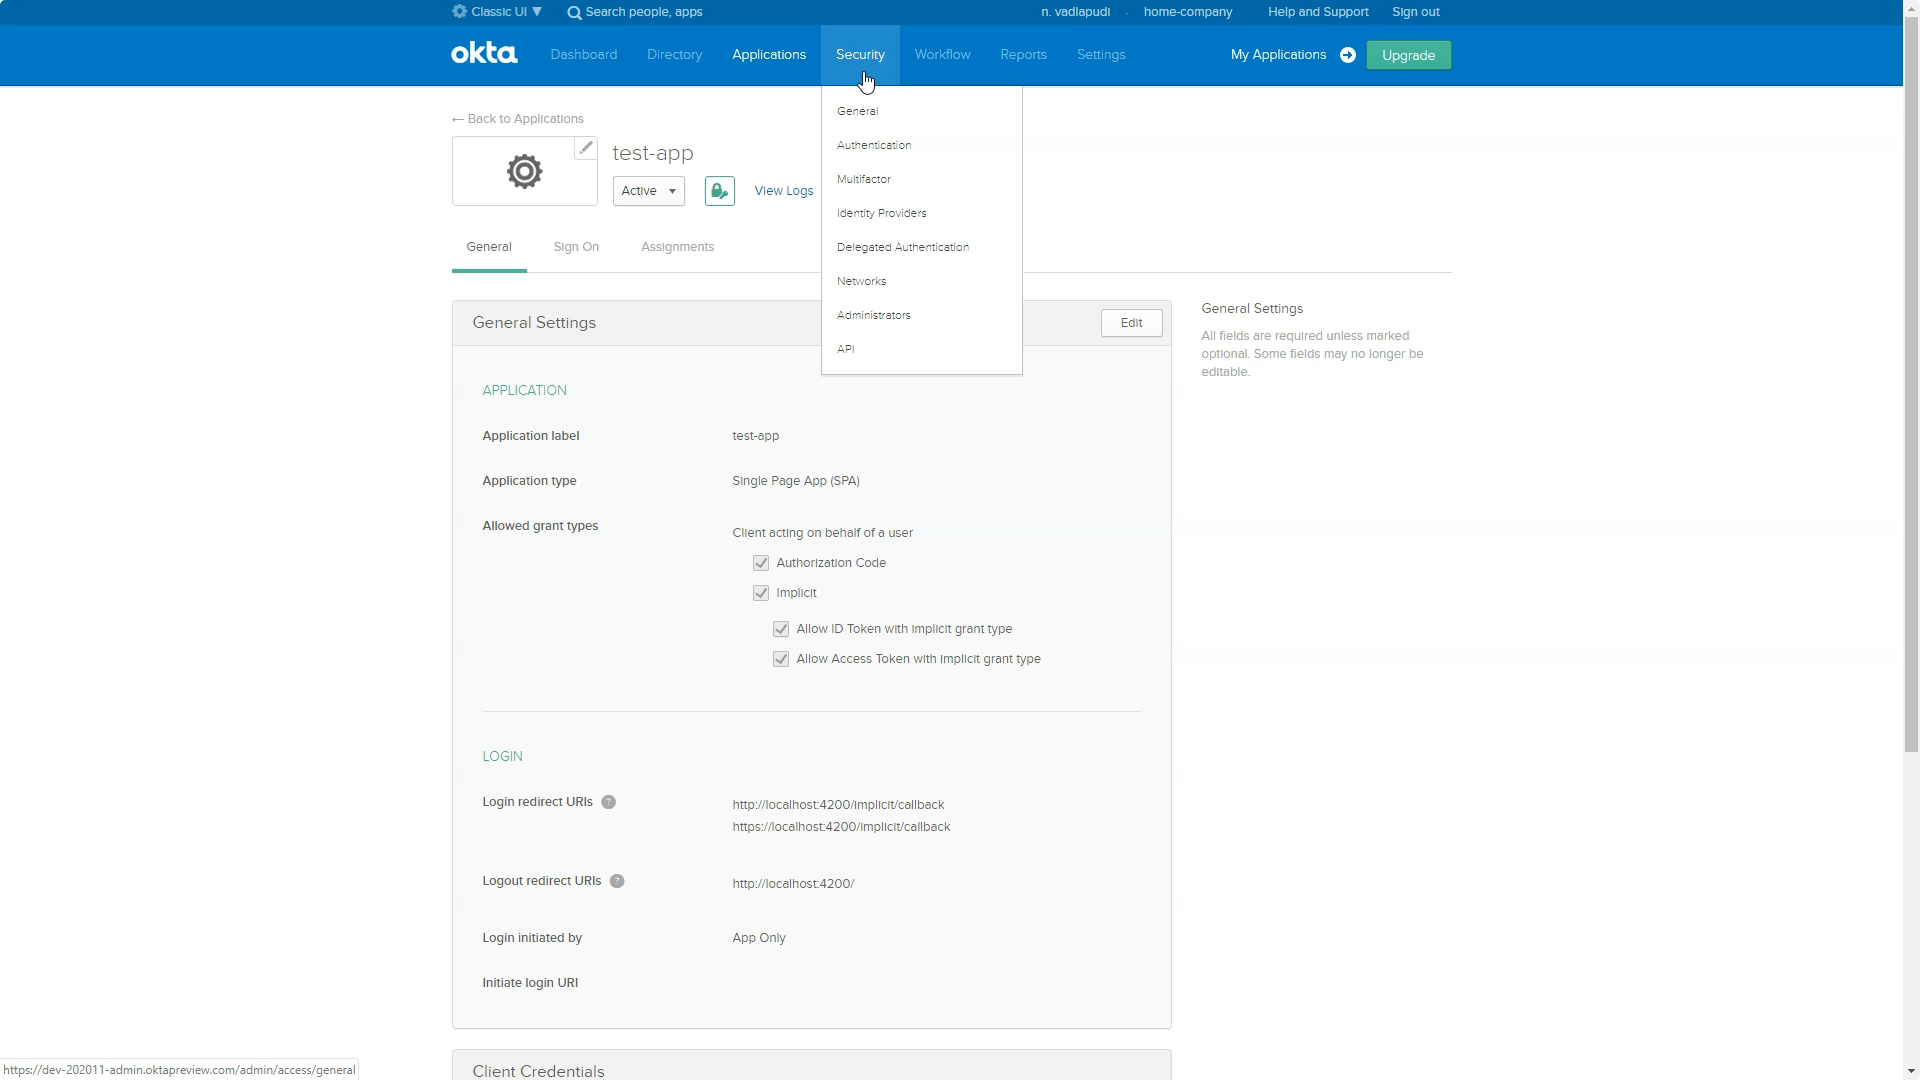 Classic UI ▼
Search people, apps
n. vadlapudi · home-company
Help and Support
Sign out
okta
Dashboard
Directory
Applications
Security
Workflow
Reports
Settings
My Applications
Upgrade
← Back to Applications
test-app
Active
View Logs
General
Authentication
Multifactor
Identity Providers
Delegated Authentication
Networks
Administrators
API
General
Sign On
Assignments
General Settings
Edit
APPLICATION
Application label
test-app
Application type
Single Page App (SPA)
Allowed grant types
Client acting on behalf of a user
Authorization Code
Implicit
Allow ID Token with implicit grant type
Allow Access Token with implicit grant type
LOGIN
Login redirect URIs ?
http://localhost:4200/implicit/callback
https://localhost:4200/implicit/callback
Logout redirect URIs ?
http://localhost:4200/
Login initiated by
App Only
Initiate login URI
Client Credentials
General Settings
All fields are required unless marked
optional. Some fields may no longer be
editable.
https://dev-202011-admin.oktapreview.com/admin/access/general